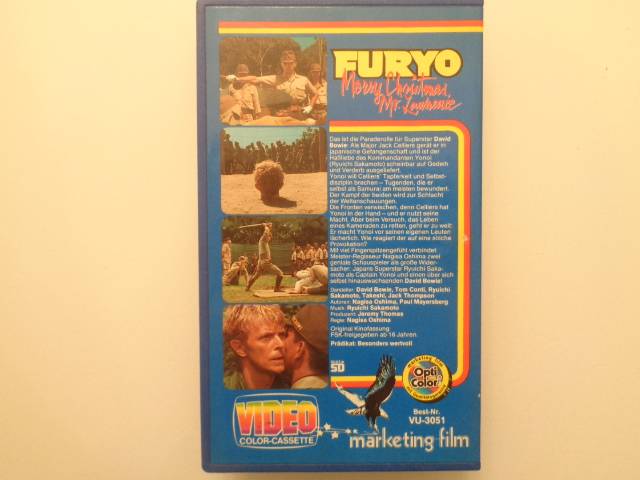 FURYO
Merry Christmas,
Mr. Lawrence
Das ist die Paraderolle für Superstar David
Bowie: Als Major Jack Celliers gerät er in
japanische Gefangenschaft und ist der
Haßliebe des Kommandanten Yonoi
(Ryuichi Sakamoto) scheinbar auf Gedeih
und Verderb ausgeliefert.
Yonoi will Celliers' Tapferkeit und Selbst-
disziplin brechen – Tugenden, die er
selbst als Samurai am meisten bewundert.
Der Kampf der beiden wird zur Schlacht
der Weltanschauungen.
Die Fronten verwischen, denn Celliers hat
Yonoi in der Hand – und er nutzt seine
Macht. Aber beim Versuch, das Leben
eines Kameraden zu retten, geht er zu weit:
Er macht Yonoi vor seinen eigenen Leuten
lächerlich. Wie reagiert der auf eine solche
Provokation?
Mit viel Fingerspitzengefühl verbindet
Meister-Regisseur Nagisa Oshima zwei
geniale Schauspieler als große Wider-
sacher: Japans Superstar Ryuichi Saka-
moto als Captain Yonoi und einen über sich
selbst hinauswachsenden David Bowie!
Darsteller: David Bowie, Tom Conti, Ryuichi
Sakamoto, Takeshi, Jack Thompson
Autoren: Nagisa Oshima, Paul Mayersberg
Musik: Ryuichi Sakamoto
Produzent: Jeremy Thomas
Regie: Nagisa Oshima
Original Kinofassung
FSK-freigegeben ab 16 Jahren.
Prädikat: Besonders wertvoll
SD
marketing film
Opti
Color
VIDEO
COLOR-CASSETTE
Best-Nr.
VU-3051
marketing film